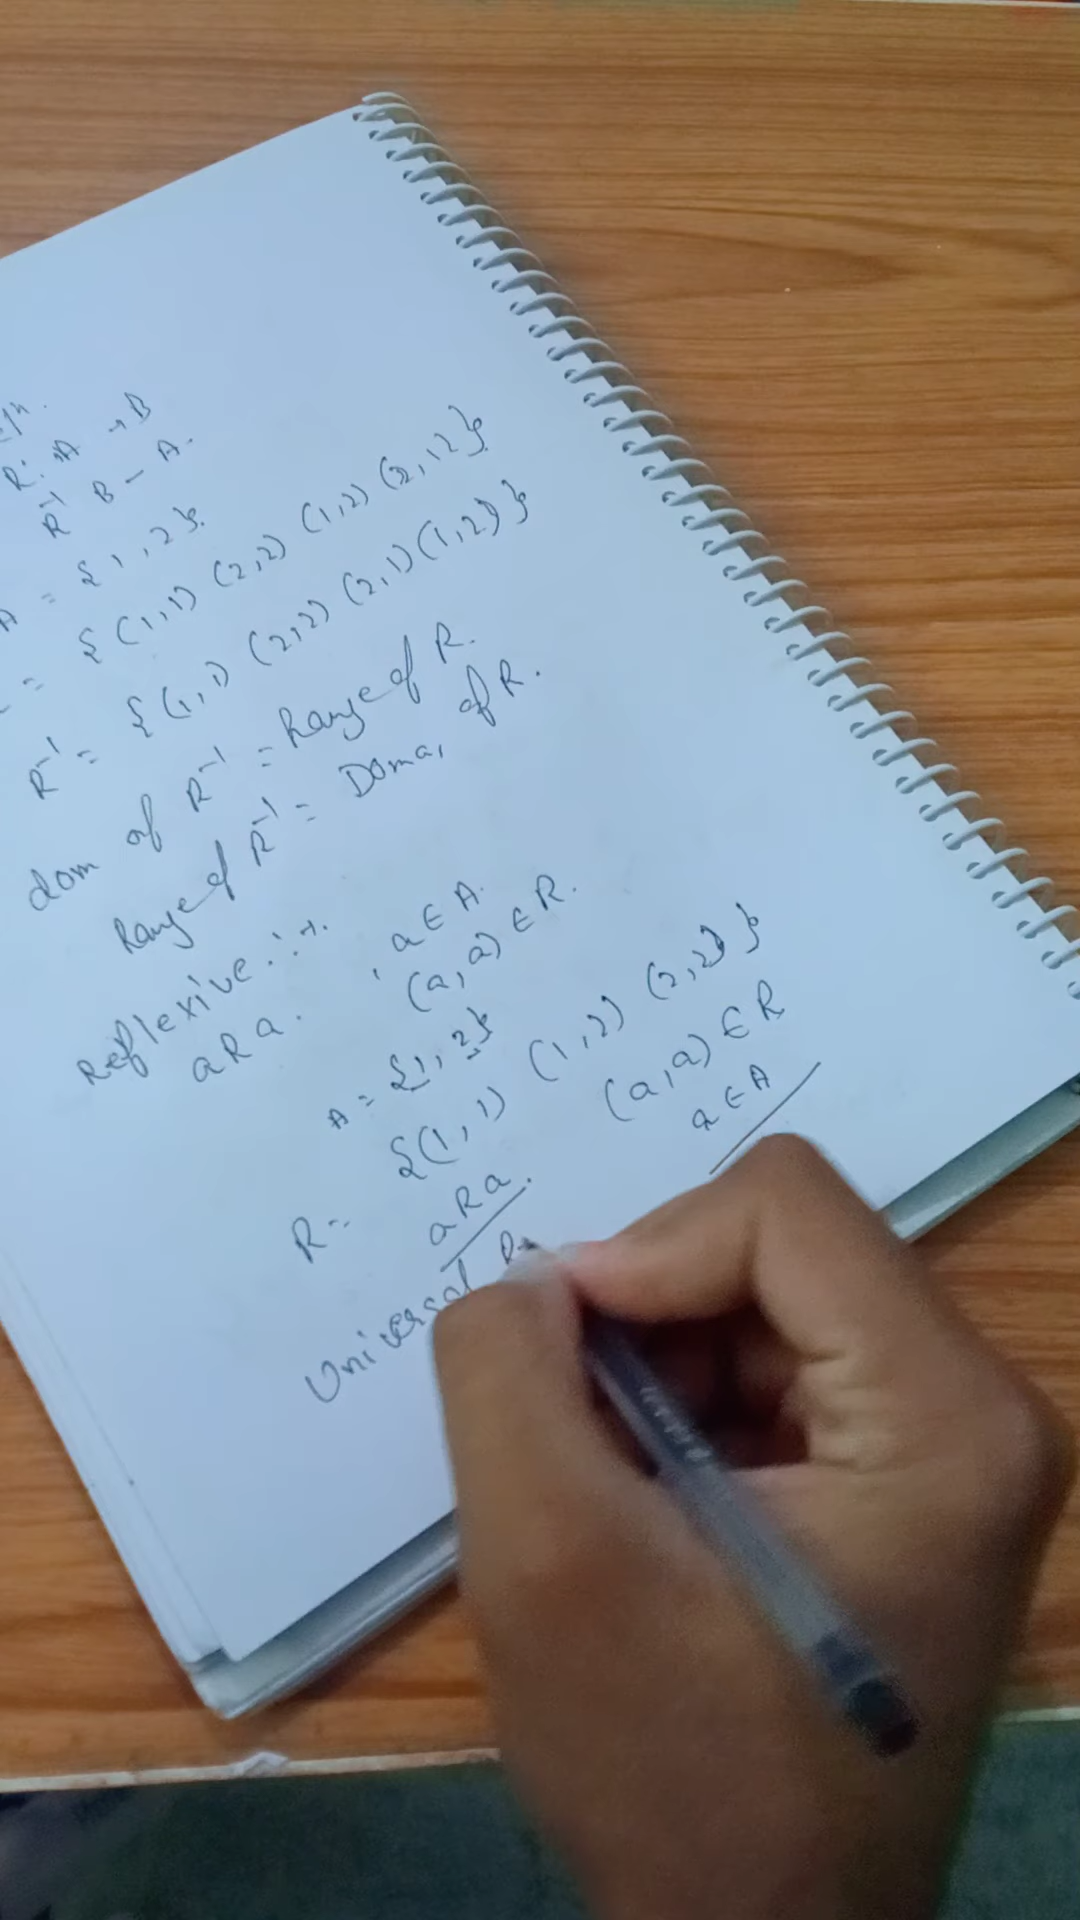 R: A → B
R⁻¹ B – A.
A = {1, 2}.
= {(1,1) (2,2) (1,2) (2,12}.
R⁻¹ = {(1,1) (2,2) (2,1) (1,2)}
dom of R⁻¹ = Range of R.
Range of R⁻¹ = Domai of R.
Reflexive
aRa. , a ∈ A.
(a, a) ∈ R.
A = {1, 2}
R = {(1,1) (1,2) (2,2)}
aRa. (a,a) ∈ R
a ∈ A
Universal